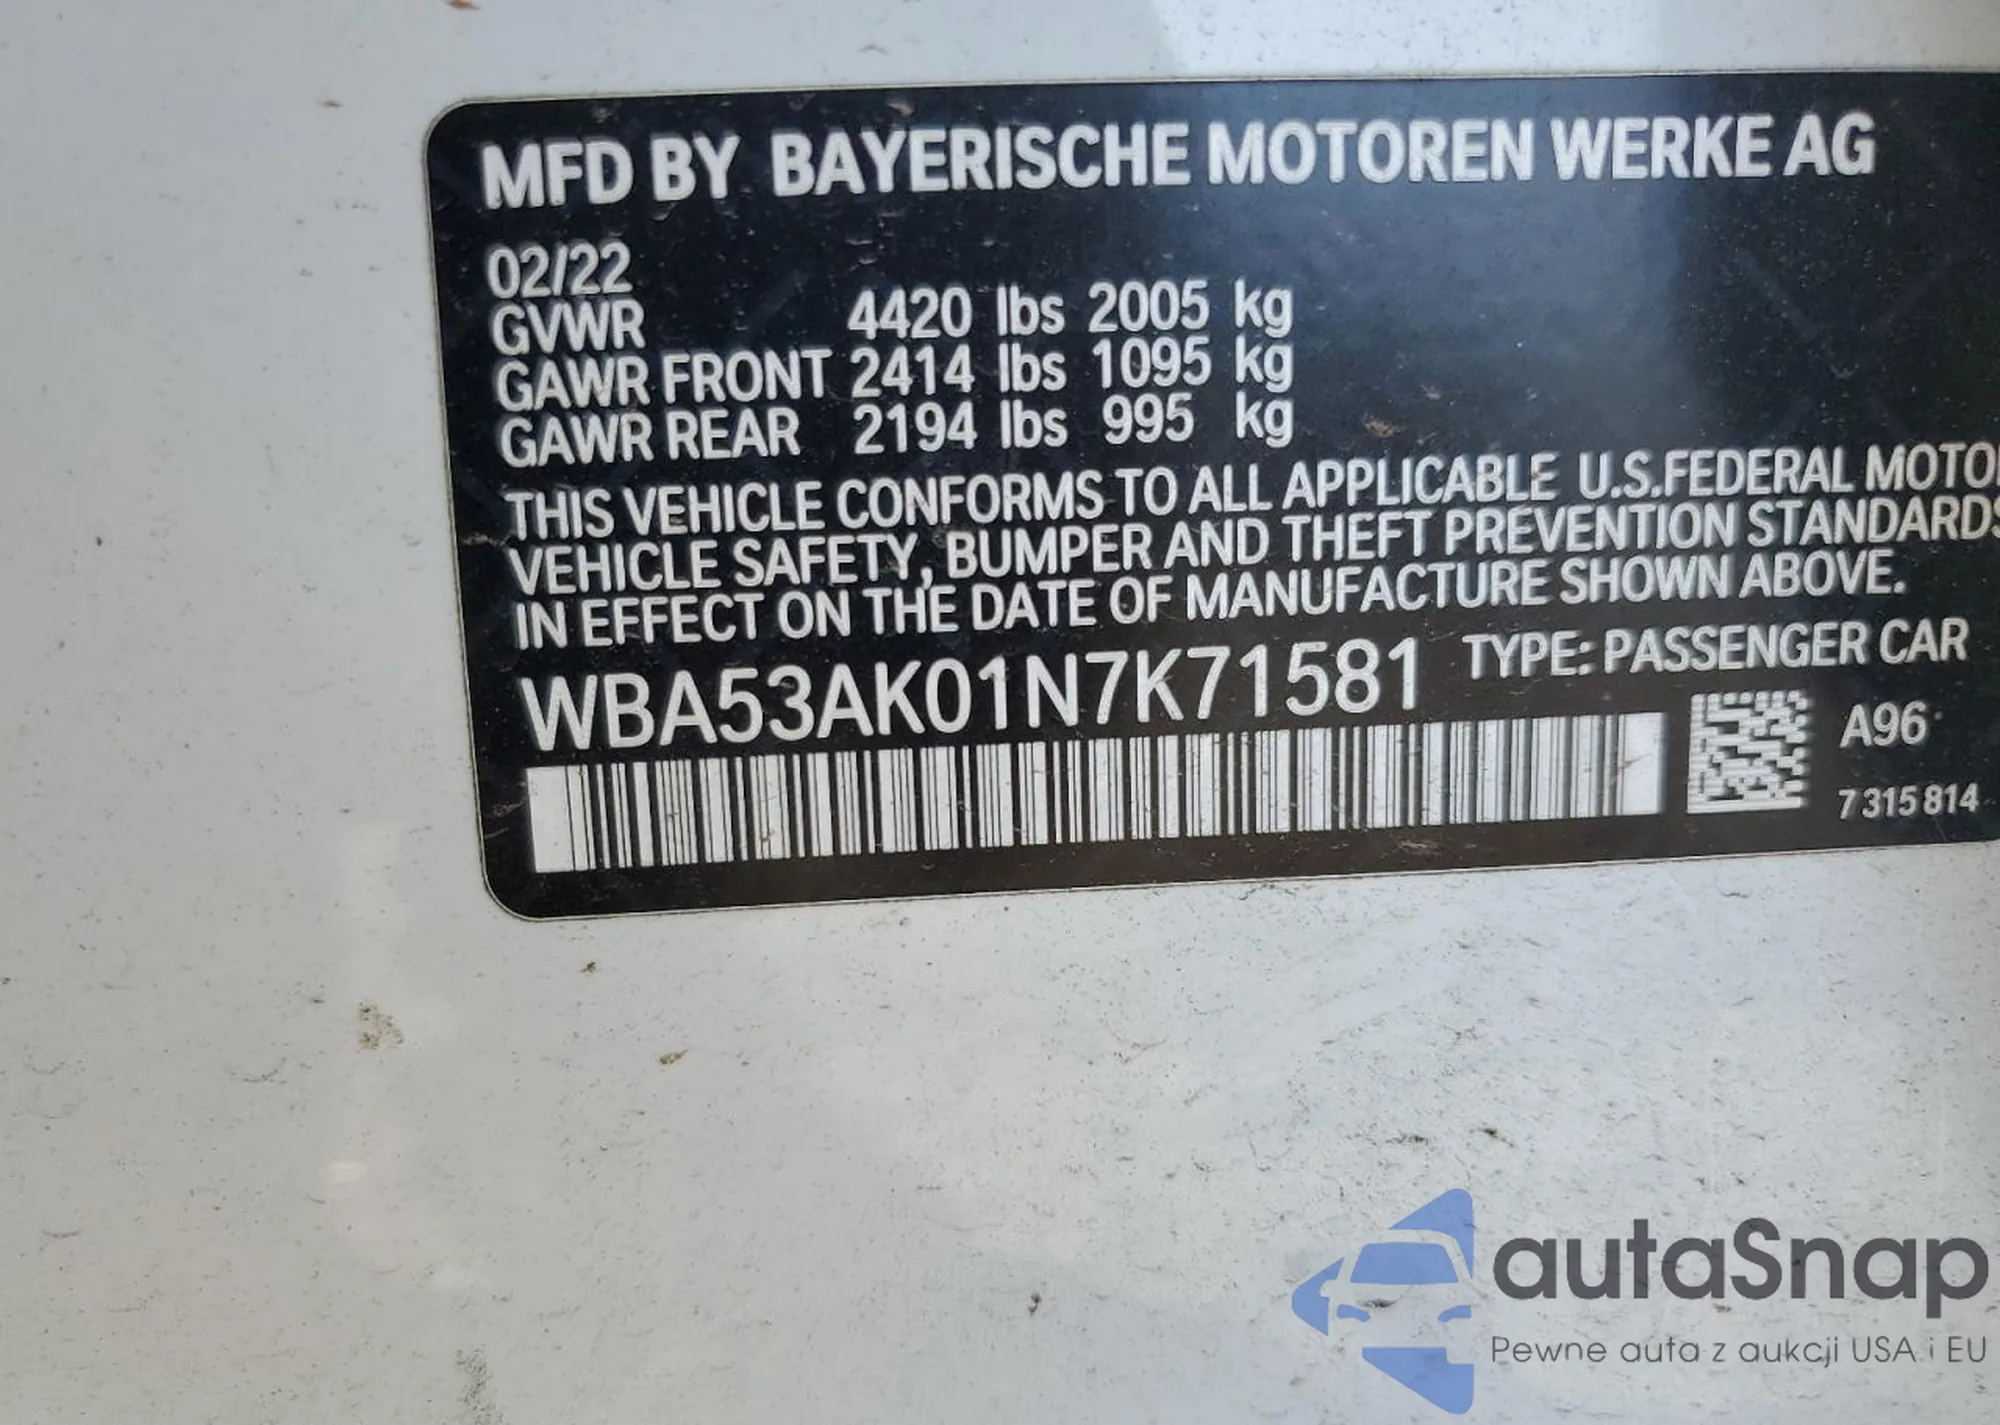 MFD BY BAYERISCHE MOTOREN WERKE AG
02/22
GVWR 4420 lbs 2005 kg
GAWR FRONT 2414 lbs 1095 kg
GAWR REAR 2194 lbs 995 kg
THIS VEHICLE CONFORMS TO ALL APPLICABLE U.S.FEDERAL MOTO
VEHICLE SAFETY, BUMPER AND THEFT PREVENTION STANDARDS
IN EFFECT ON THE DATE OF MANUFACTURE SHOWN ABOVE.
WBA53AK01N7K71581 TYPE: PASSENGER CAR
A96
7 315 814
autaSnap
Pewne auta z aukcji USA i EU